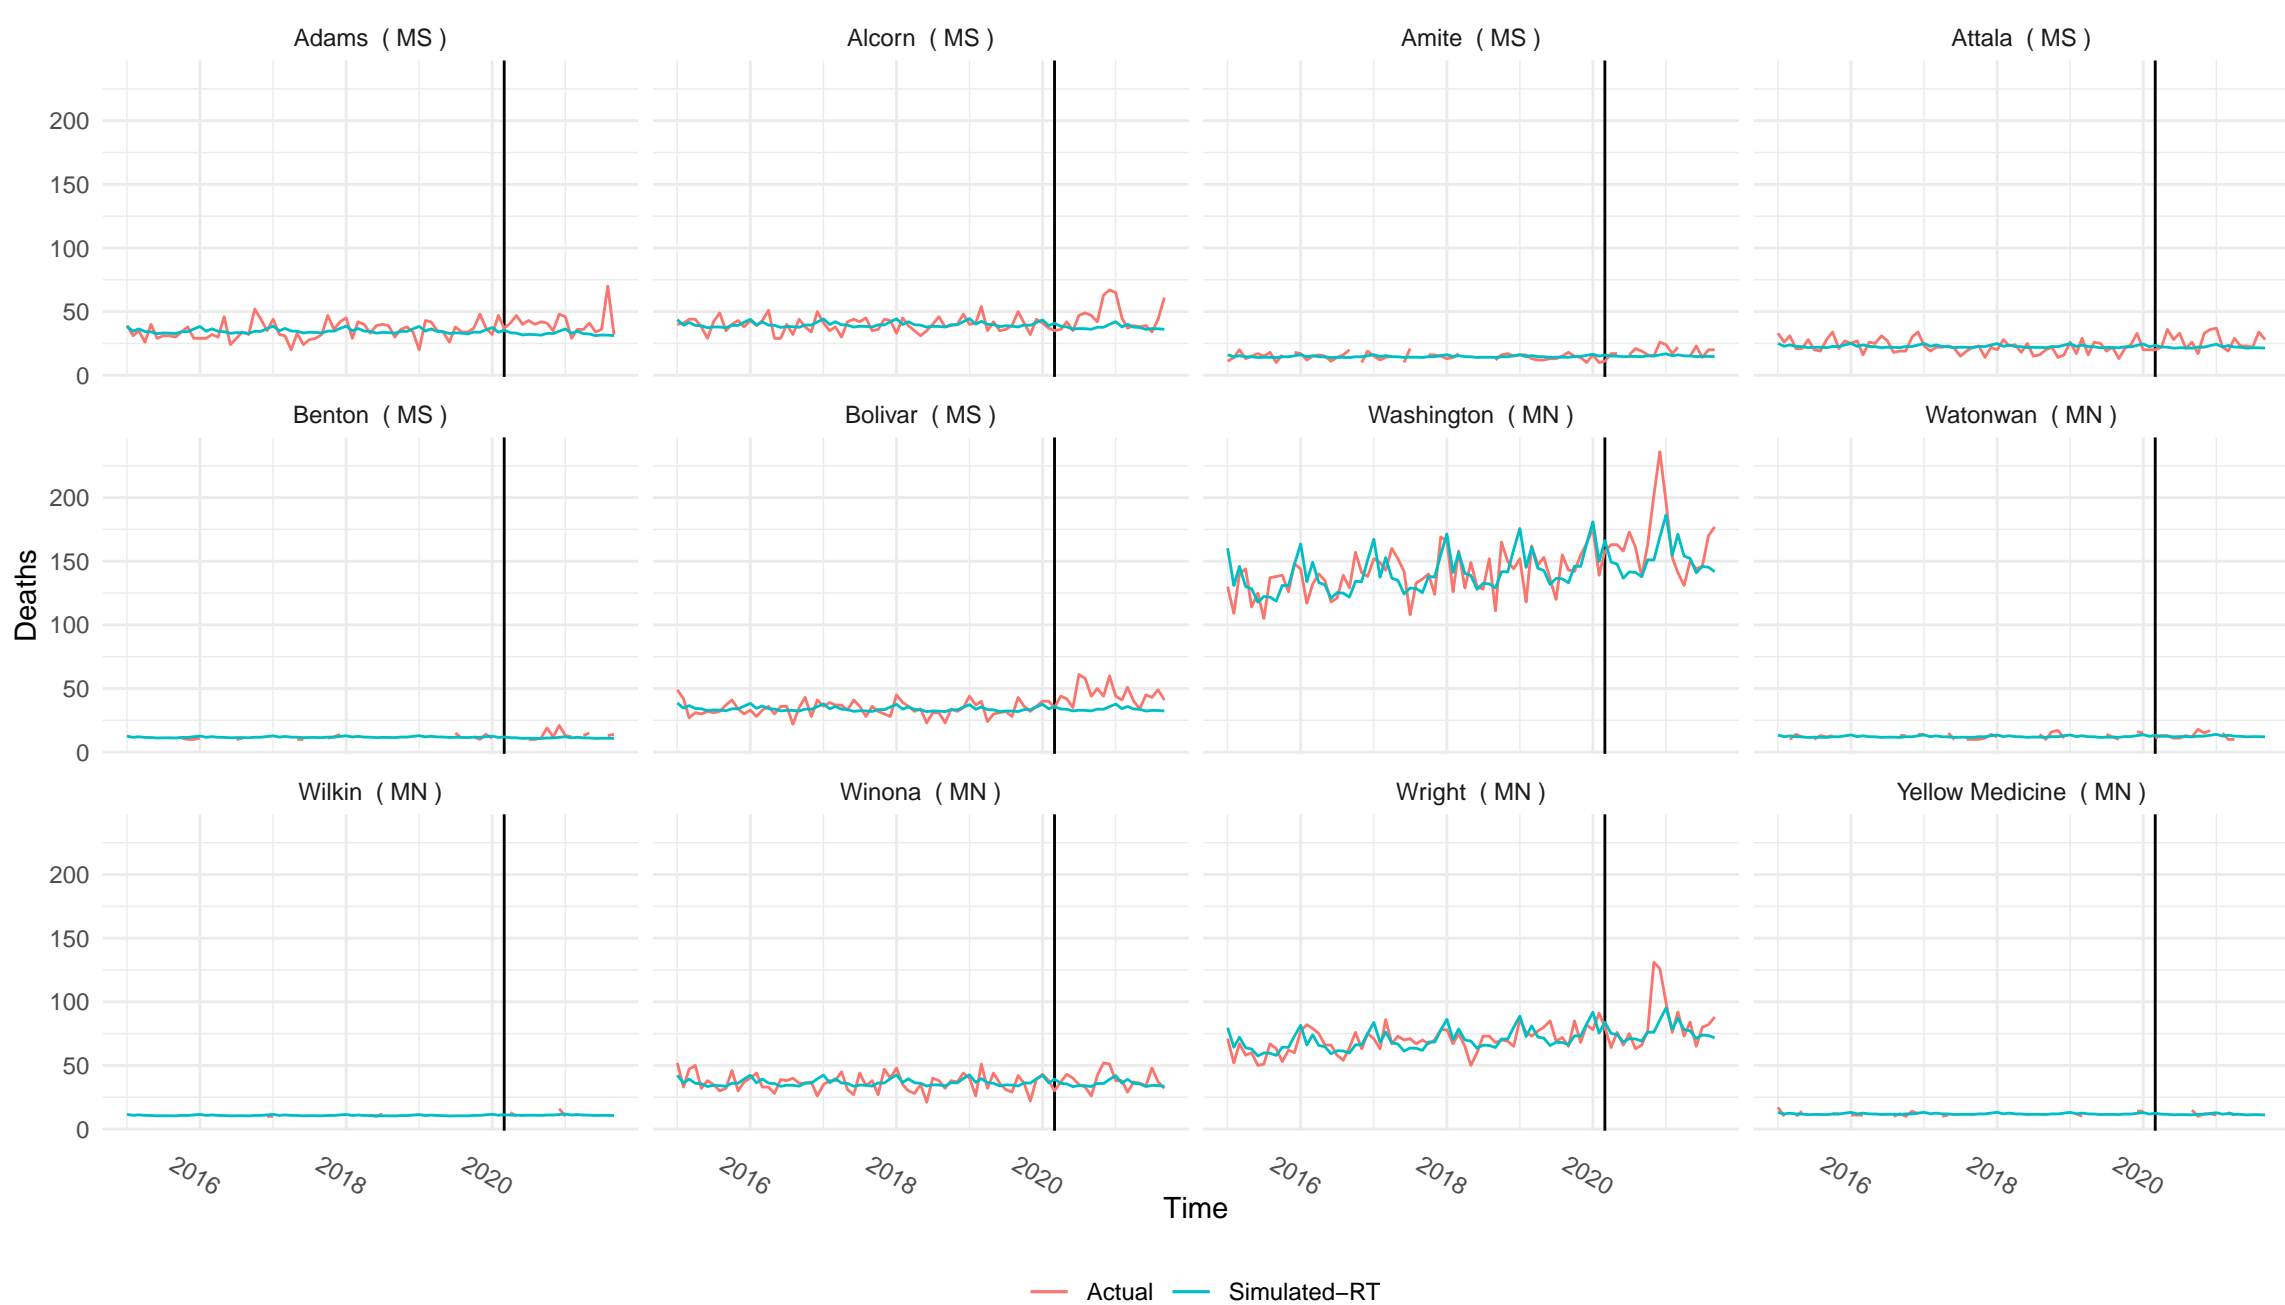 Adams ( MS )
Alcorn ( MS )
Amite ( MS )
Attala ( MS )
200
150
100
50
0
Benton ( MS )
Bolivar ( MS )
Washington ( MN )
Watonwan ( MN )
200
150
100
50
0
Deaths
Wilkin ( MN )
Winona ( MN )
Wright ( MN )
Yellow Medicine ( MN )
200
150
100
50
0
2016 2018 2020
2016 2018 2020
2016 2018 2020
2016 2018 2020
Time
Actual
Simulated−RT